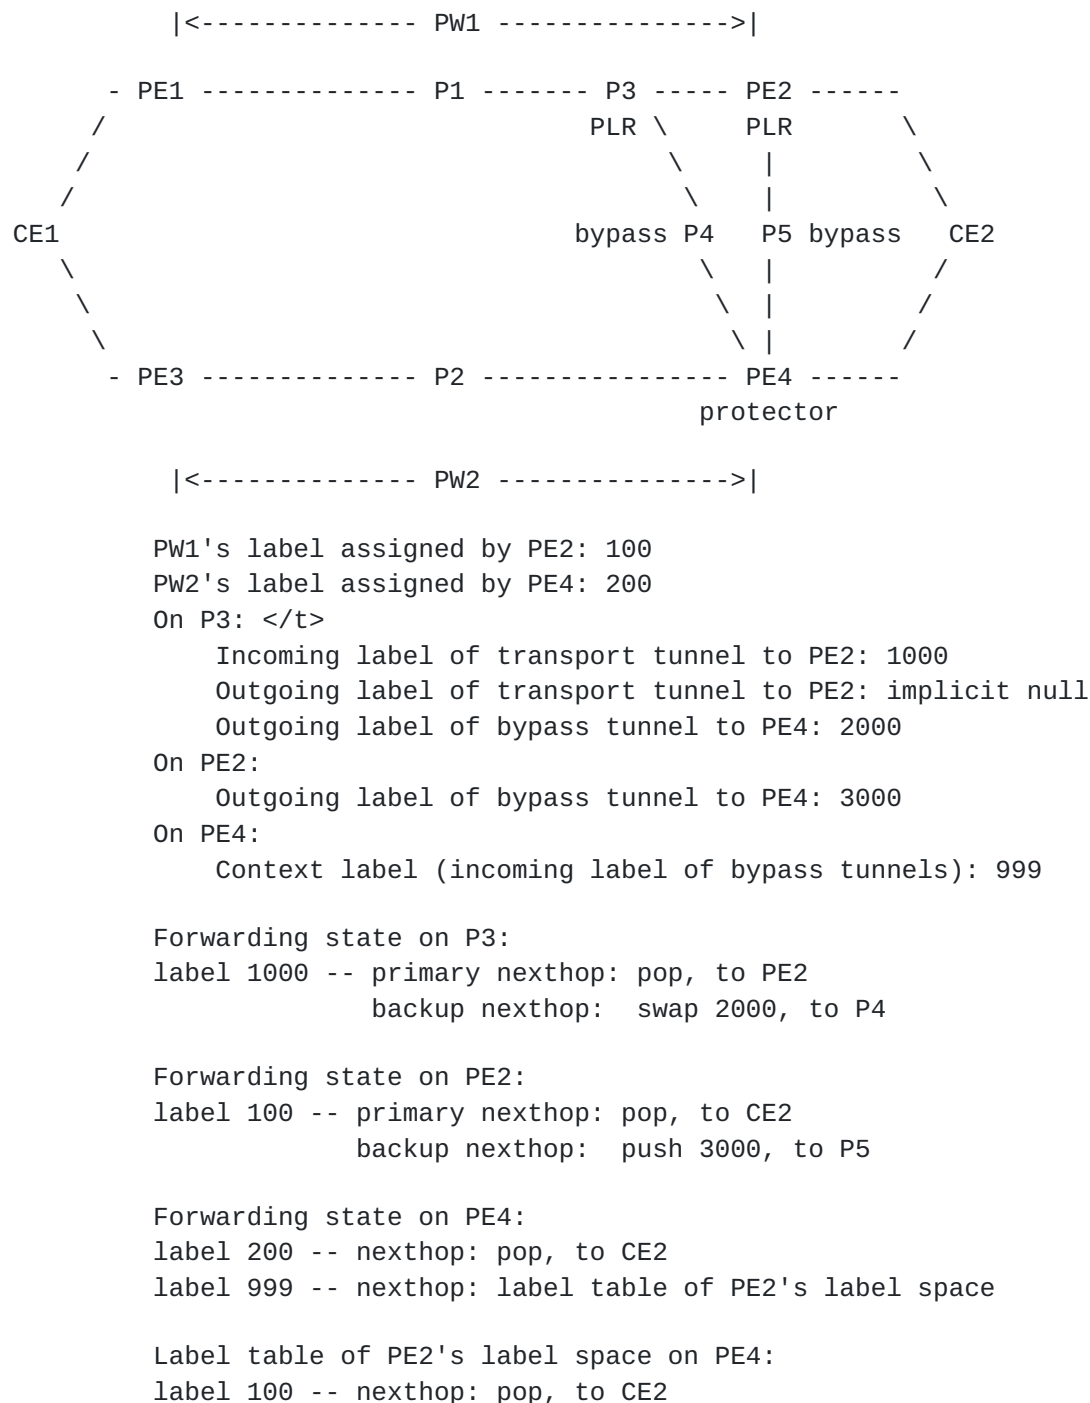 |<-------------- PW1 --------------->|
- PE1 -------------- P1 ------- P3 ----- PE2 ------
/ PLR \ PLR \
/ \ | \
/ \ | \
CE1 bypass P4 P5 bypass CE2
\ \ | /
\ \ | /
\ \ | /
- PE3 -------------- P2 ---------------- PE4 ------
protector
|<-------------- PW2 --------------->|
PW1's label assigned by PE2: 100
PW2's label assigned by PE4: 200
On P3: </t>
Incoming label of transport tunnel to PE2: 1000
Outgoing label of transport tunnel to PE2: implicit null
Outgoing label of bypass tunnel to PE4: 2000
On PE2:
Outgoing label of bypass tunnel to PE4: 3000
On PE4:
Context label (incoming label of bypass tunnels): 999
Forwarding state on P3:
label 1000 -- primary nexthop: pop, to PE2
backup nexthop: swap 2000, to P4
Forwarding state on PE2:
label 100 -- primary nexthop: pop, to CE2
backup nexthop: push 3000, to P5
Forwarding state on PE4:
label 200 -- nexthop: pop, to CE2
label 999 -- nexthop: label table of PE2's label space
Label table of PE2's label space on PE4:
label 100 -- nexthop: pop, to CE2